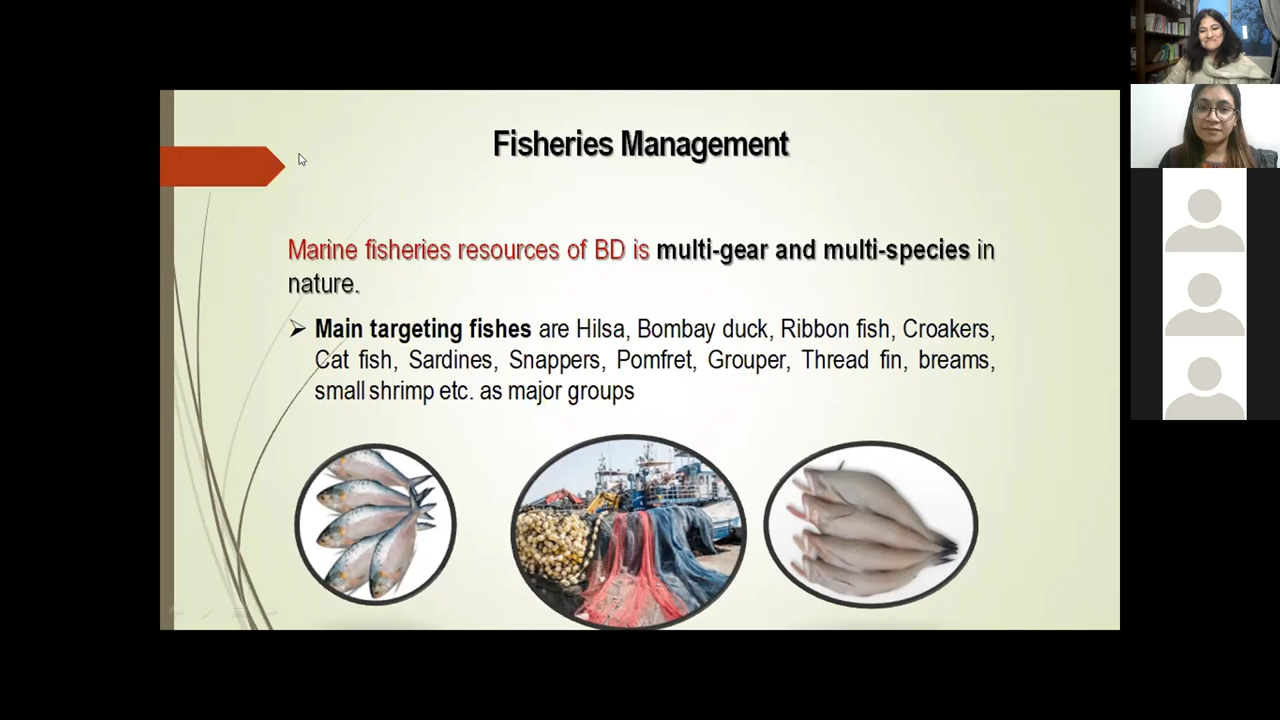 Fisheries Management
Marine fisheries resources of BD is multi-gear and multi-species in
nature.
Main targeting fishes are Hilsa, Bombay duck, Ribbon fish, Croakers,
Cat fish, Sardines, Snappers, Pomfret, Grouper, Thread fin, breams,
small shrimp etc. as major groups